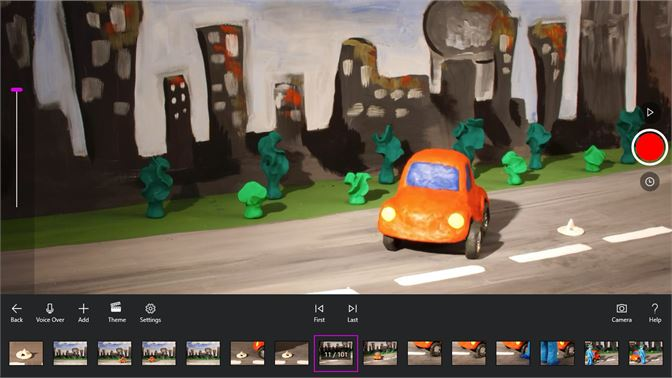 Back
Voice Over
Add
Theme
Settings
First
Last
Camera
Help
11 / 101